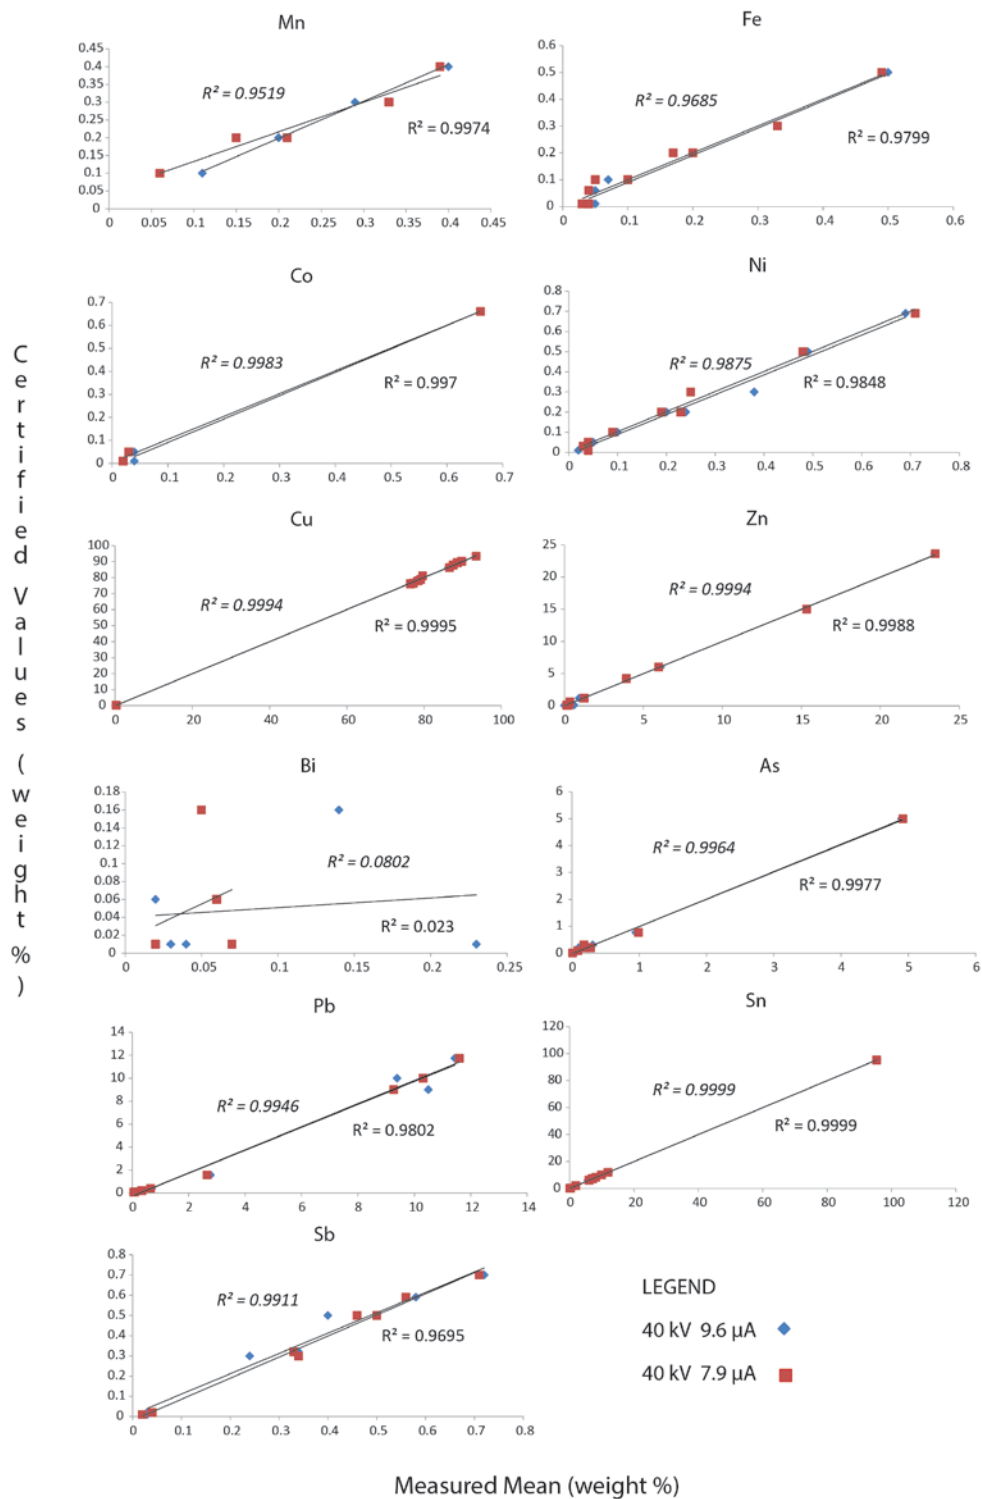 Mn
0.45
0.4
0.35
0.3
0.25
0.2
0.15
0.1
0.05
0
R² = 0.9519
R² = 0.9974
0.05 0.1 0.15 0.2 0.25 0.3 0.35 0.4 0.45
Fe
0.6
0.5
0.4
0.3
0.2
0.1
0
R² = 0.9685
R² = 0.9799
0 0.1 0.2 0.3 0.4 0.5 0.6
Co
0.7
0.6
0.5
0.4
0.3
0.2
0.1
0
R² = 0.9983
R² = 0.997
0 0.1 0.2 0.3 0.4 0.5 0.6 0.7
Ni
0.8
0.7
0.6
0.5
0.4
0.3
0.2
0.1
0
R² = 0.9875
R² = 0.9848
0 0.1 0.2 0.3 0.4 0.5 0.6 0.7 0.8
Certified Values (weight %)
Cu
100
90
80
70
60
50
40
30
20
10
0
R² = 0.9994
R² = 0.9995
0 20 40 60 80 100
Zn
25
20
15
10
5
0
R² = 0.9994
R² = 0.9988
0 5 10 15 20 25
Bi
0.18
0.16
0.14
0.12
0.1
0.08
0.06
0.04
0.02
0
R² = 0.0802
R² = 0.023
0 0.05 0.1 0.15 0.2 0.25
As
6
5
4
3
2
1
0
R² = 0.9964
R² = 0.9977
0 1 2 3 4 5 6
Pb
14
12
10
8
6
4
2
0
R² = 0.9946
R² = 0.9802
0 2 4 6 8 10 12 14
Sn
120
100
80
60
40
20
0
R² = 0.9999
R² = 0.9999
0 20 40 60 80 100 120
Sb
0.8
0.7
0.6
0.5
0.4
0.3
0.2
0.1
0
R² = 0.9911
R² = 0.9695
0 0.1 0.2 0.3 0.4 0.5 0.6 0.7 0.8
LEGEND
40 kV 9.6 µA
40 kV 7.9 µA
Measured Mean (weight %)